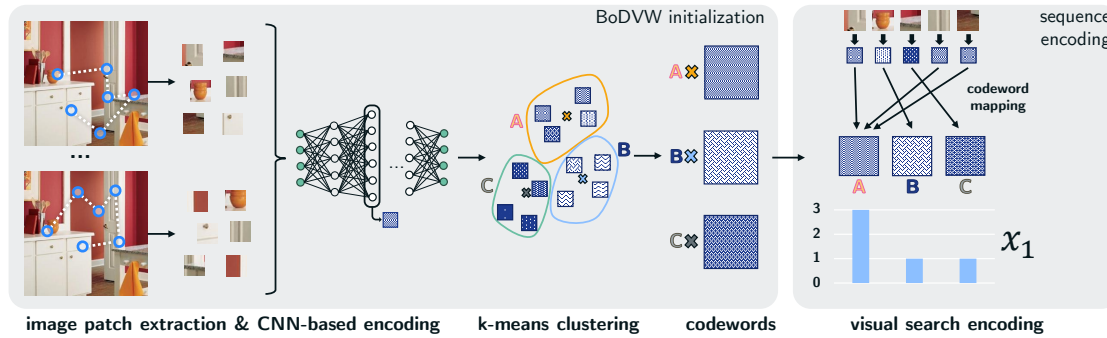 BoDVW initialization
sequence
encoding
...
...
A
B
C
A
B
C
codeword
mapping
A B C
3
2
1
0
x1
image patch extraction & CNN-based encoding k-means clustering codewords visual search encoding